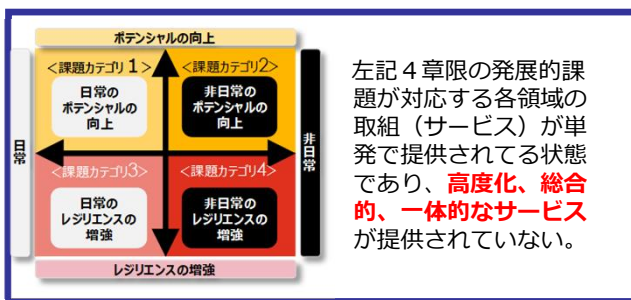 ポテンシャルの向上
<課題カテゴリ1>
<課題カテゴリ2>
日常の
ポテンシャルの
向上
非日常の
ポテンシャルの
向上
日常
非日常
<課題カテゴリ3>
<課題カテゴリ4>
日常の
レジリエンスの
増強
非日常の
レジリエンスの
増強
レジリエンスの増強
左記４章限の発展的課
題が対応する各領域の
取組（サービス）が単
発で提供されてる状態
であり、高度化、総合
的、一体的なサービス
が提供されていない。